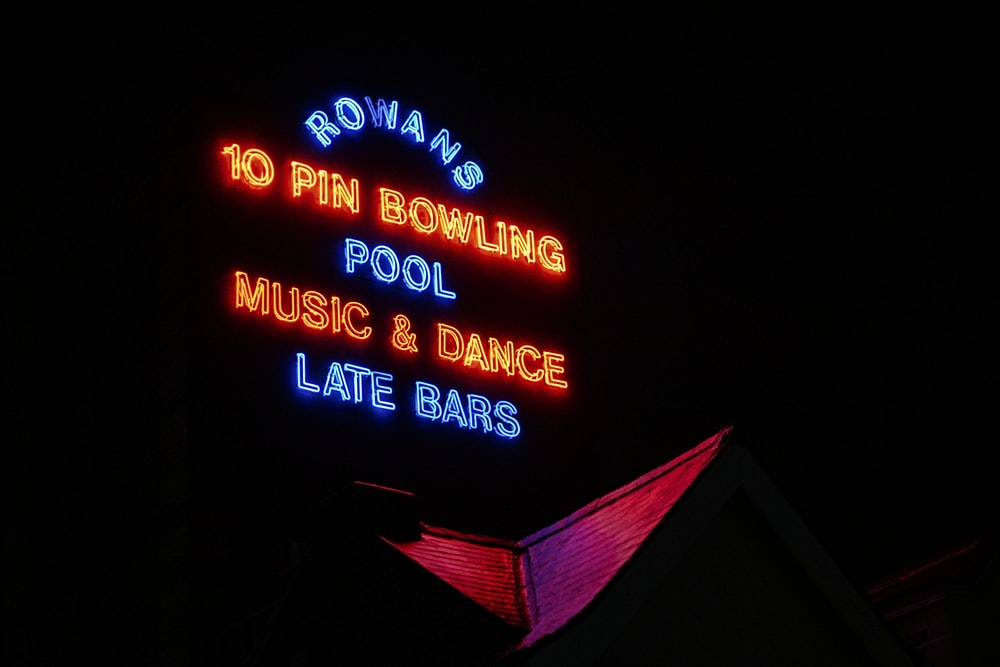 ROWANS
10 PIN BOWLING
POOL
MUSIC & DANCE
LATE BARS